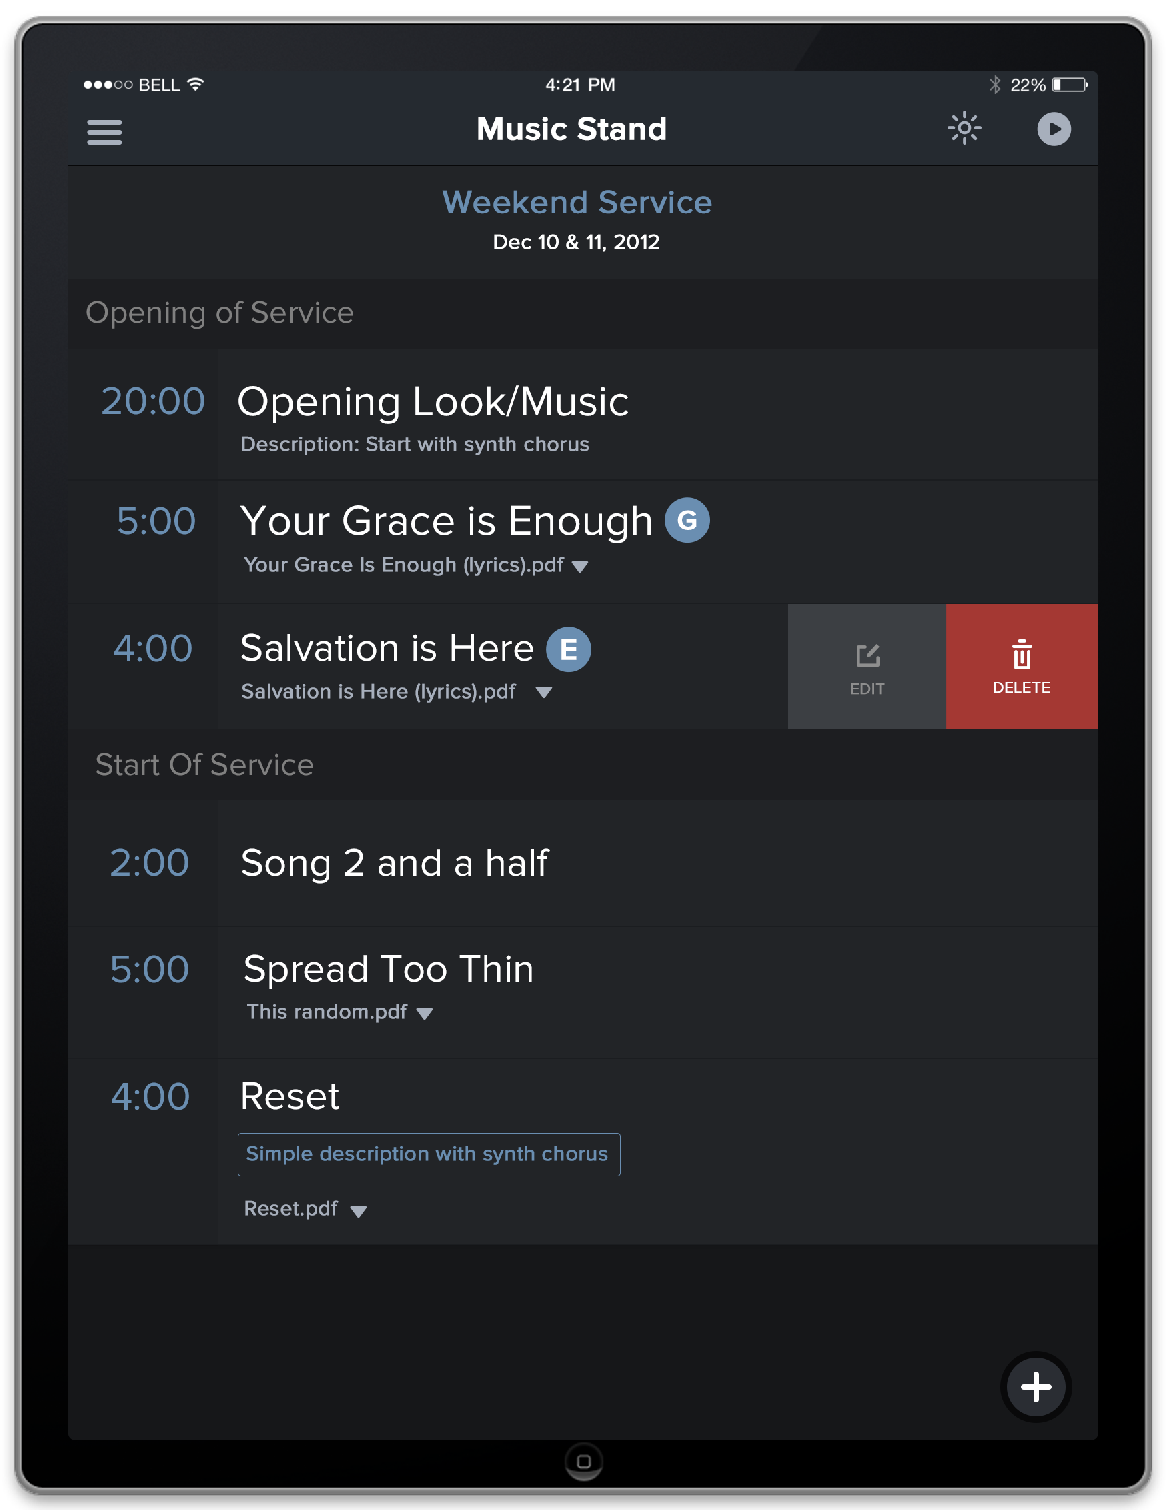 BELL 4:21 PM 22%
Music Stand
Weekend Service
Dec 10 & 11, 2012
Opening of Service
20:00 Opening Look/Music
Description: Start with synth chorus
5:00 Your Grace is Enough G
Your Grace Is Enough (lyrics).pdf
4:00 Salvation is Here E
Salvation is Here (lyrics).pdf
EDIT
DELETE
Start Of Service
2:00 Song 2 and a half
5:00 Spread Too Thin
This random.pdf
4:00 Reset
Simple description with synth chorus
Reset.pdf